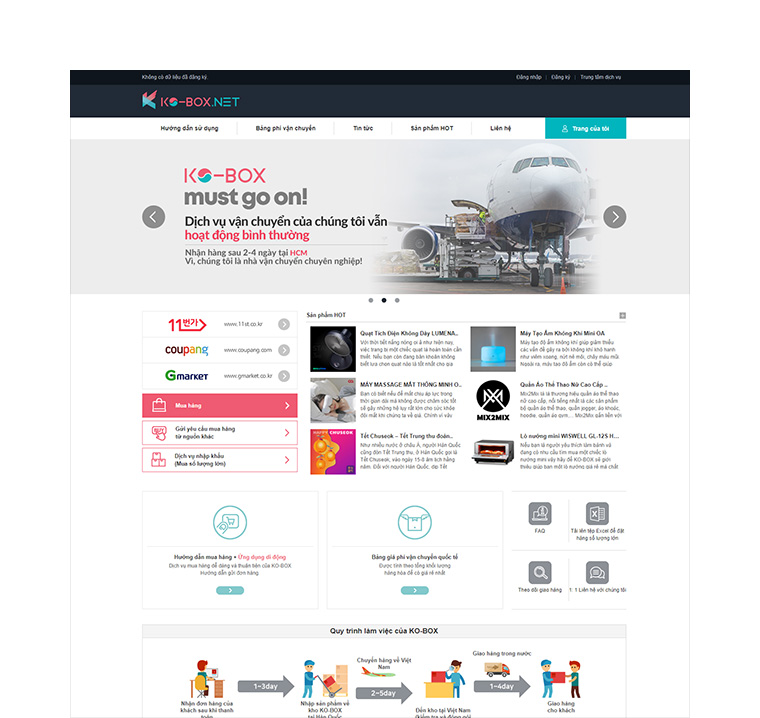 Không có dữ liệu đã đăng ký.
Đăng nhập | Đăng ký | Trung tâm dịch vụ
KO-BOX.NET
Hướng dẫn sử dụng
Bảng phí vận chuyển
Tin tức
Sản phẩm HOT
Liên hệ
Trang của tôi
KO-BOX
must go on!
Dịch vụ vận chuyển của chúng tôi vẫn
hoạt động bình thường
Nhận hàng sau 2-4 ngày tại HCM
Vì, chúng tôi là nhà vận chuyển chuyên nghiệp!
11번가 www.11st.co.kr
coupang www.coupang.com
Gmarket www.gmarket.co.kr
Mua hàng
Gửi yêu cầu mua hàng
từ nguồn khác
Dịch vụ nhập khẩu
(Mua số lượng lớn)
Sản phẩm HOT
Quạt Tích Điện Không Dây LUMENA..
Với thời tiết nắng nóng oi ả như hiện nay,
việc trang bị một chiếc quạt là hoàn toàn cần
thiết. Nếu bạn còn đang băn khoăn không
biết lựa chọn quạt nào là tốt nhất cho gia
Máy Tạo Ẩm Không Khí Mini OA
Máy tạo độ ẩm không khí giúp giảm thiểu
các vấn đề gây ra bởi không khí khô hanh
như viêm xoang, nứt nẻ môi, chảy máu mũi.
Ngoài ra, máy tạo độ ẩm còn có thể giúp
MÁY MASSAGE MẮT THÔNG MINH O..
Bạn có biết nếu để mắt chịu áp lực trong
thời gian dài mà không được chăm sóc tốt
sẽ gây những hệ lụy rất lớn cho sức khỏe
đôi mắt khi chúng ta về già. Chính vì
MIX2MIX
Quần Áo Thể Thao Nữ Cao Cấp ..
Mix2Mix là là thương hiệu quần áo thể thao
nữ cao cấp, nổi tiếng nhất là các sản phẩm
bộ quần áo thể thao, quần jogger, áo khoác,
hoodie, quần áo gym... Mix2Mix gắn liền với
HAPPY CHUSEOK
Tết Chuseok – Tết Trung thu đoàn..
Như nhiều nước ở châu Á, người Hàn Quốc
cũng đón Tết Trung thu, ở Hàn Quốc gọi là
Tết Chuseok, vào ngày 15-8 âm lịch hằng
năm. Đối với người Hàn Quốc, dịp Tết
Lò nướng mini WISWELL GL-12S H...
Nếu bạn là người yêu thích làm bánh và
đang có nhu cầu tìm mua một chiếc lò
nướng mini vậy hãy để KO-BOX sẽ giới
thiệu giúp bạn một lò nướng giá rẻ mà chất
Hướng dẫn mua hàng • Ứng dụng di động
Dịch vụ mua hàng dễ dàng và thuận tiện của KO-BOX.
Hướng dẫn gửi đơn hàng.
Bảng giá phí vận chuyển quốc tế
Được tính theo tổng khối lượng
hàng hóa để có giá rẻ nhất
FAQ
Tải lên tệp Excel để đặt
hàng số lượng lớn
Theo dõi giao hàng
1: 1 Liên hệ với chúng tôi
Quy trình làm việc của KO-BOX
Nhận đơn hàng của
khách sau khi thanh
toán
1~3day
Nhập sản phẩm về
kho KO-BOX
tại Hàn Quốc
Chuyển hàng về Việt
Nam
2~5day
Đến kho tại Việt Nam
(kiểm tra và đóng gói
Giao hàng trong nước
1~4day
Giao hàng
cho khách